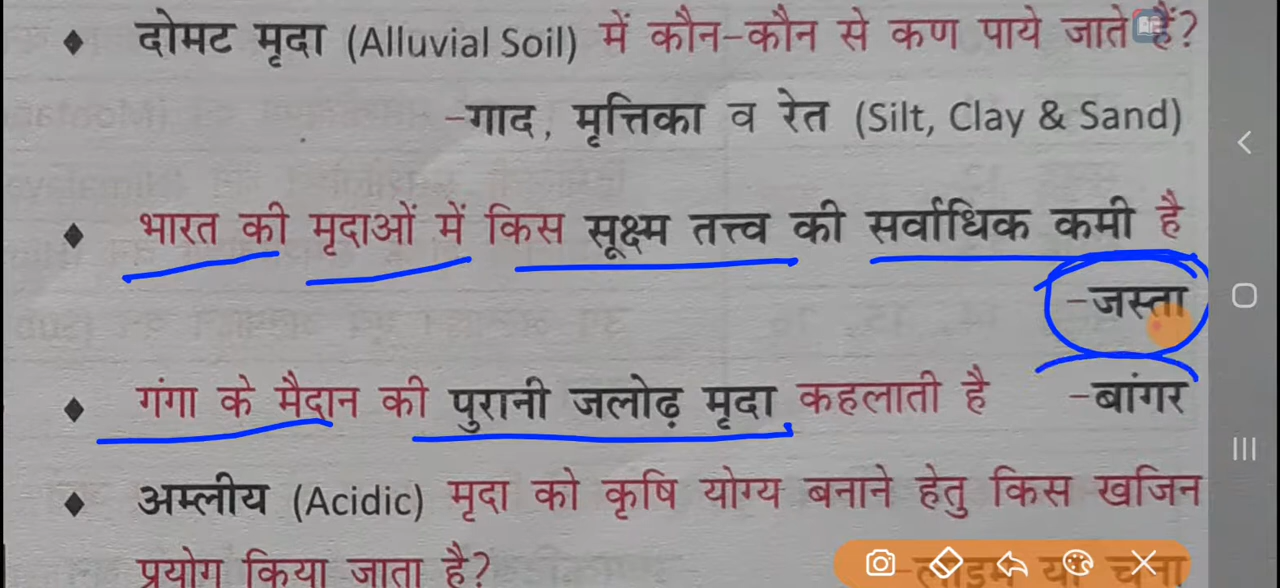 ♦ दोमट मृदा (Alluvial Soil) में कौन-कौन से कण पाये जाते हैं?
-गाद, मृत्तिका व रेत (Silt, Clay & Sand)
♦ भारत की मृदाओं में किस सूक्ष्म तत्त्व की सर्वाधिक कमी है
-जस्ता
♦ गंगा के मैदान की पुरानी जलोढ़ मृदा कहलाती है -बांगर
♦ अम्लीय (Acidic) मृदा को कृषि योग्य बनाने हेतु किस खजिन
प्रयोग किया जाता है?